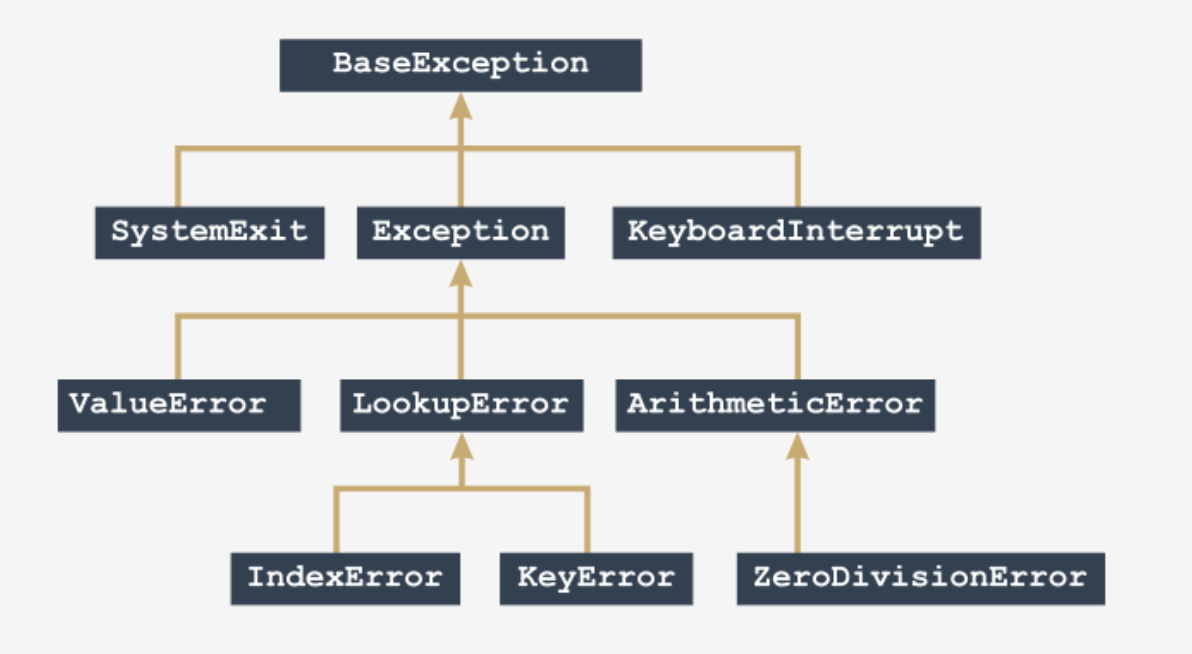 BaseException
SystemExit
Exception
KeyboardInterrupt
ValueError
LookupError
ArithmeticError
IndexError
KeyError
ZeroDivisionError